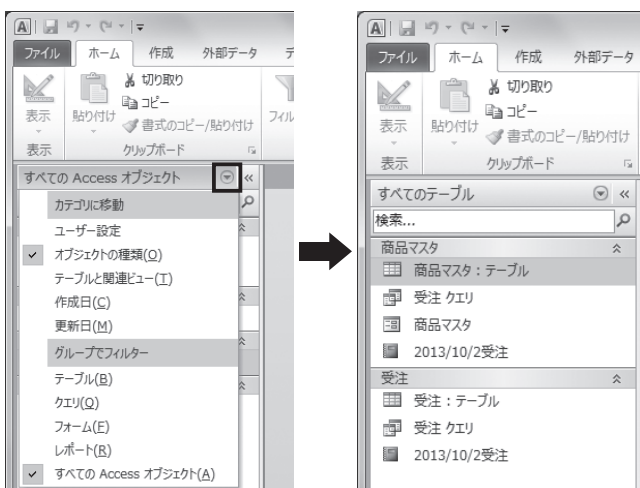 ファイル ホーム 作成 外部データ デ
表示 貼り付け 切り取り
コピー
書式のコピー/貼り付け
フィル
表示 クリップボード
すべての Access オブジェクト
カテゴリに移動
ユーザー設定
オブジェクトの種類(O)
テーブルと関連ビュー(T)
作成日(C)
更新日(M)
グループでフィルター
テーブル(B)
クエリ(Q)
フォーム(F)
レポート(R)
すべての Access オブジェクト(A)
ファイル ホーム 作成 外部データ
表示 貼り付け 切り取り
コピー
書式のコピー/貼り付け
表示 クリップボード
すべてのテーブル
検索...
商品マスタ
商品マスタ : テーブル
受注 クエリ
商品マスタ
2013/10/2受注
受注
受注 : テーブル
受注 クエリ
2013/10/2受注